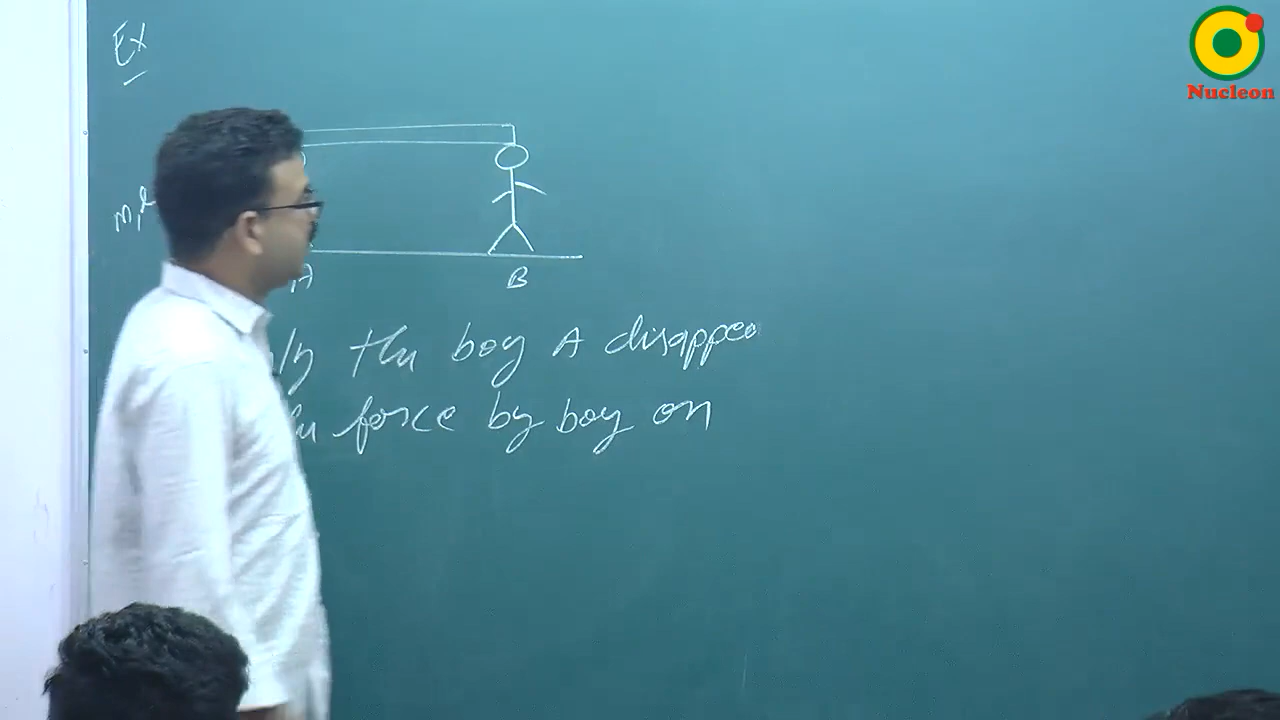 Ex
Nucleon
m,l
A
B
the boy A disappea
force by boy on